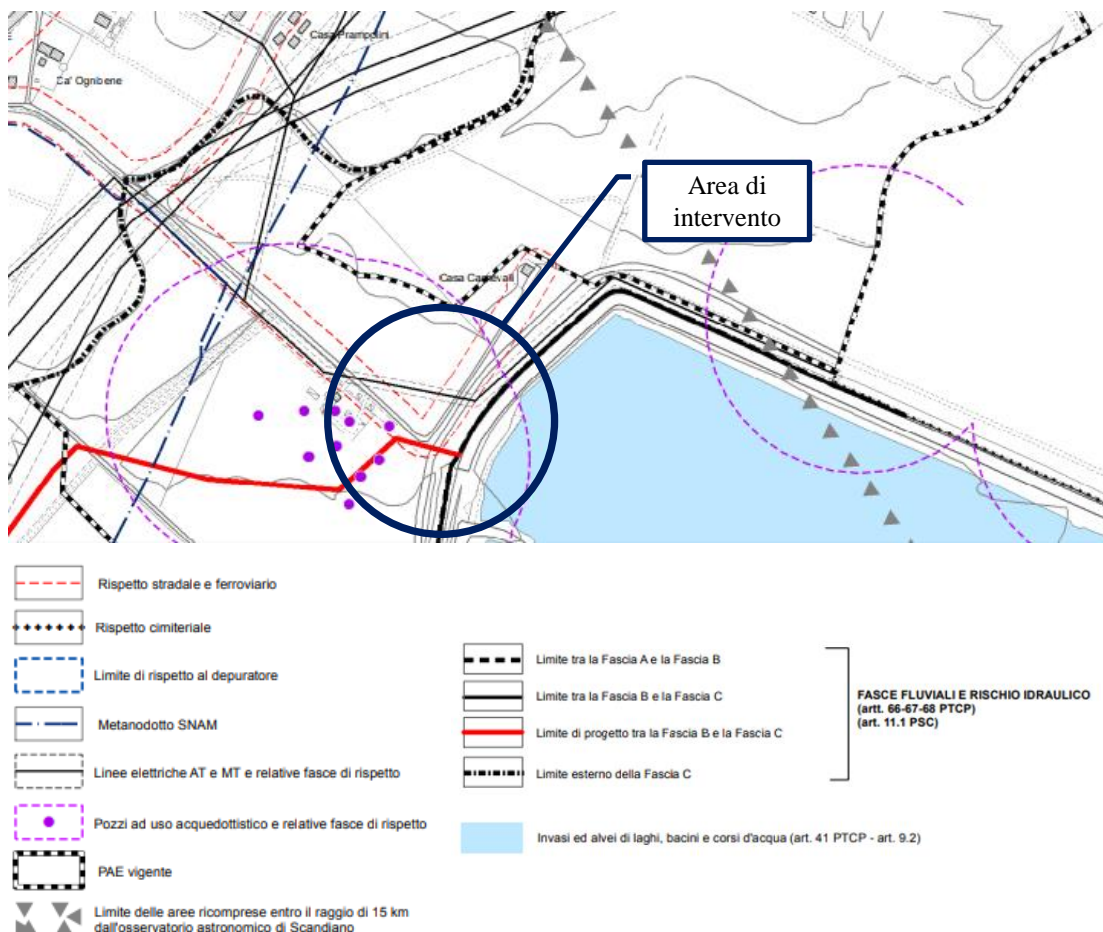 Casa Prampolini
Ca' Ognibene
Area di
intervento
Casa Carnevali
Rispetto stradale e ferroviario
Rispetto cimiteriale
Limite di rispetto al depuratore
Metanodotto SNAM
Linee elettriche AT e MT e relative fasce di rispetto
Pozzi ad uso acquedottistico e relative fasce di rispetto
PAE vigente
Limite delle aree ricomprese entro il raggio di 15 km
dall'osservatorio astronomico di Scandiano
Limite tra la Fascia A e la Fascia B
Limite tra la Fascia B e la Fascia C
Limite di progetto tra la Fascia B e la Fascia C
Limite esterno della Fascia C
FASCE FLUVIALI E RISCHIO IDRAULICO
(artt. 66-67-68 PTCP)
(art. 11.1 PSC)
Invasi ed alvei di laghi, bacini e corsi d'acqua (art. 41 PTCP - art. 9.2)